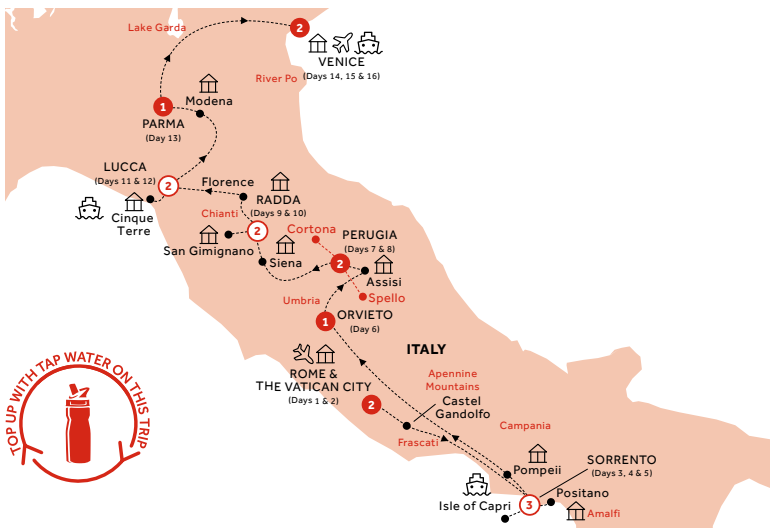 Lake Garda
2
VENICE
(Days 14, 15 & 16)
River Po
Modena
1
PARMA
(Day 13)
LUCCA
(Days 11 & 12)
2
Florence
RADDA
(Days 9 & 10)
Cinque
Terre
Chianti
2
San Gimignano
Siena
Cortona
PERUGIA
(Days 7 & 8)
2
Assisi
Spello
Umbria
1
ORVIETO
(Day 6)
ITALY
ROME &
THE VATICAN CITY
(Days 1 & 2)
2
Apennine
Mountains
Castel
Gandolfo
Frascati
Campania
Pompeii
SORRENTO
(Days 3, 4 & 5)
Isle of Capri
3
Positano
Amalfi
TOP UP WITH TAP WATER ON THIS TRIP